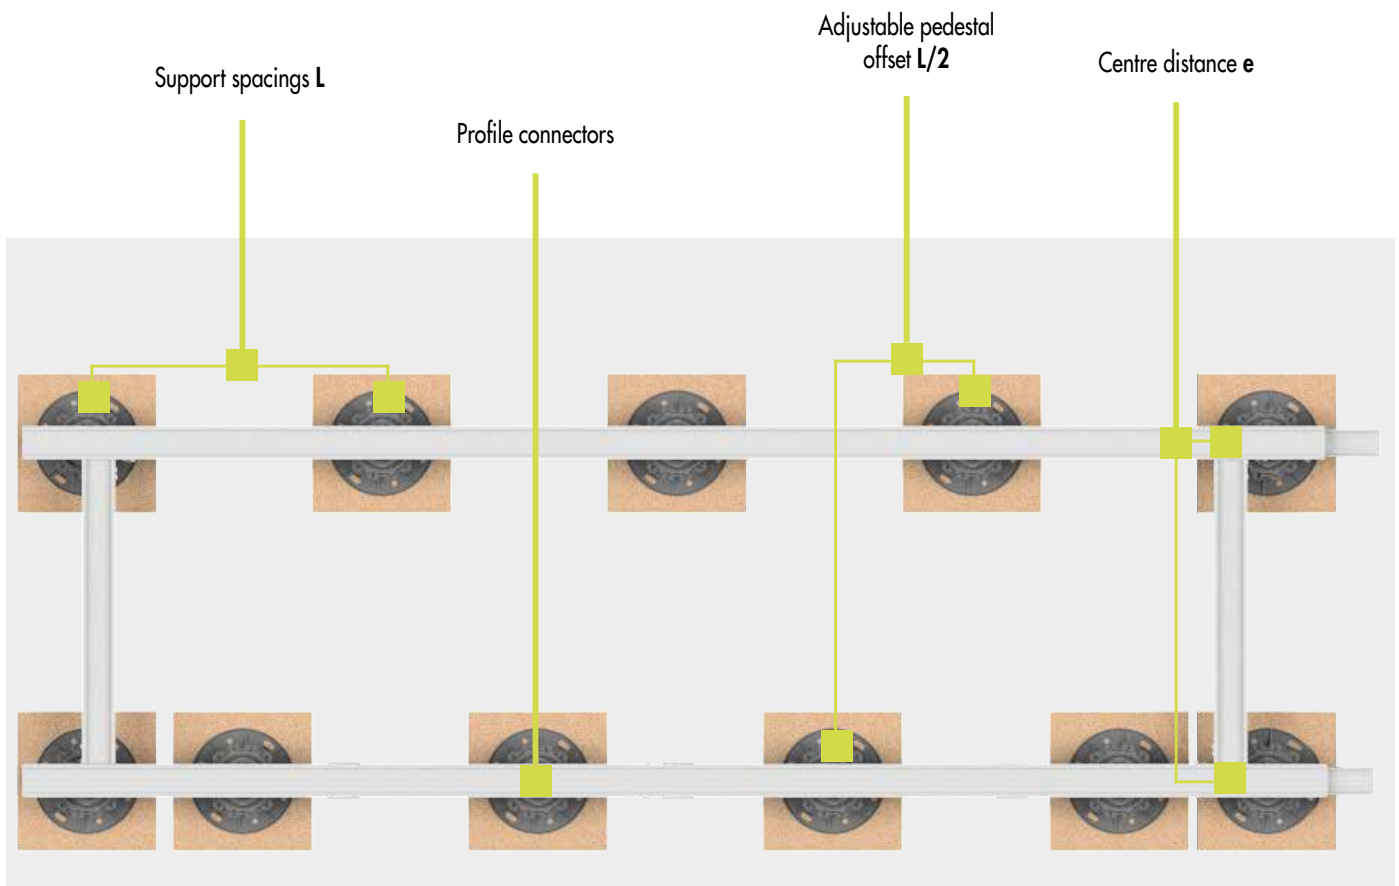 Adjustable pedestal
offset L/2
Support spacings L
Centre distance e
Profile connectors